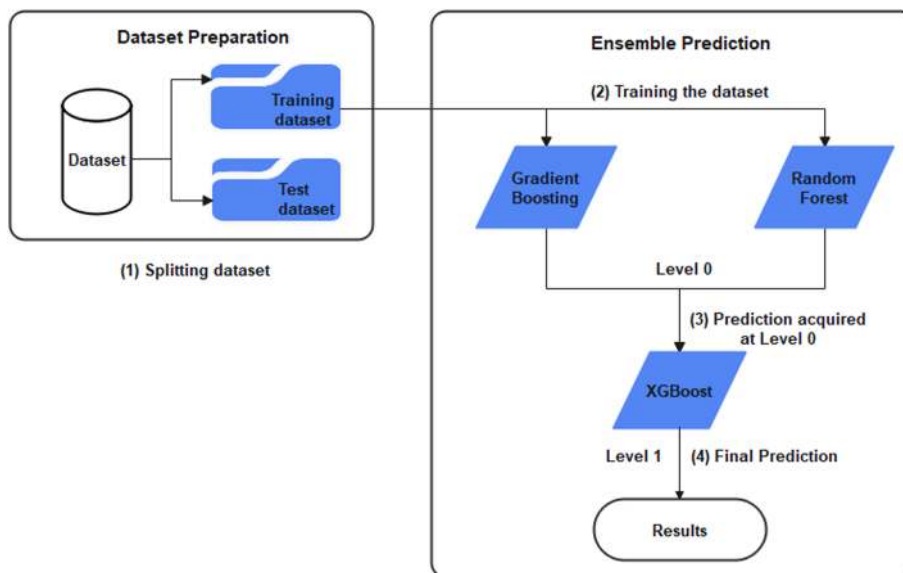 Dataset Preparation
Training
dataset
Dataset
Test
dataset
(1) Splitting dataset
Ensemble Prediction
(2) Training the dataset
Gradient
Boosting
Random
Forest
Level 0
(3) Prediction acquired
at Level 0
XGBoost
Level 1
(4) Final Prediction
Results